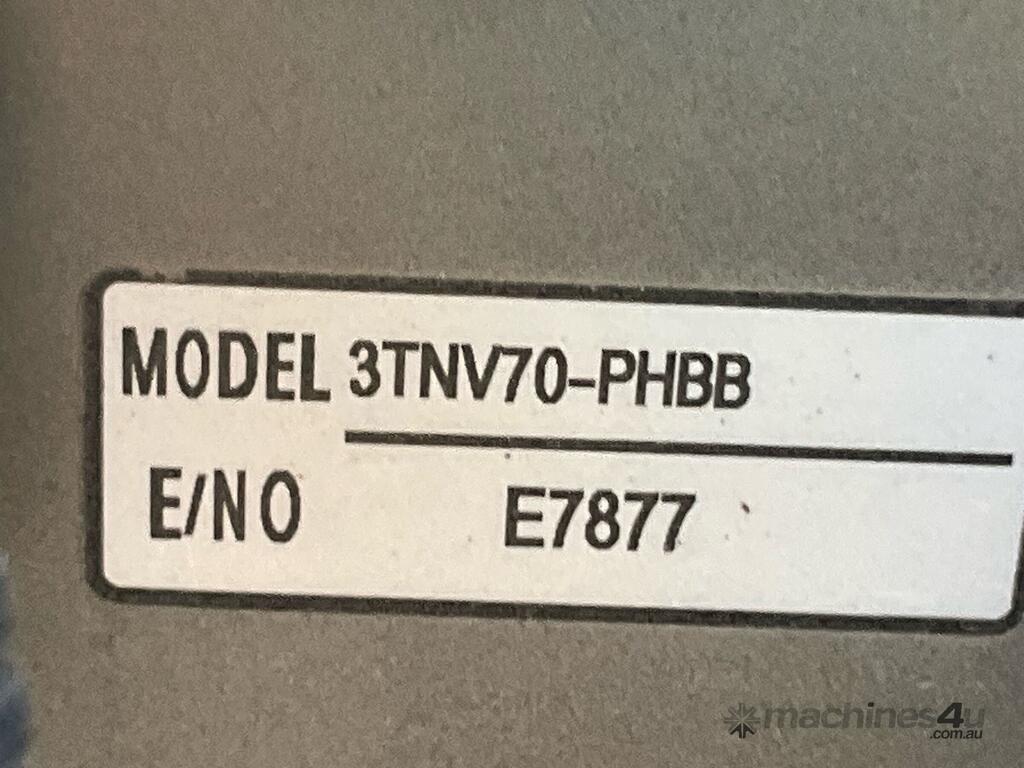 MODEL 3TNV70-PHBB
E/NO E7877
machines4u
.com.au